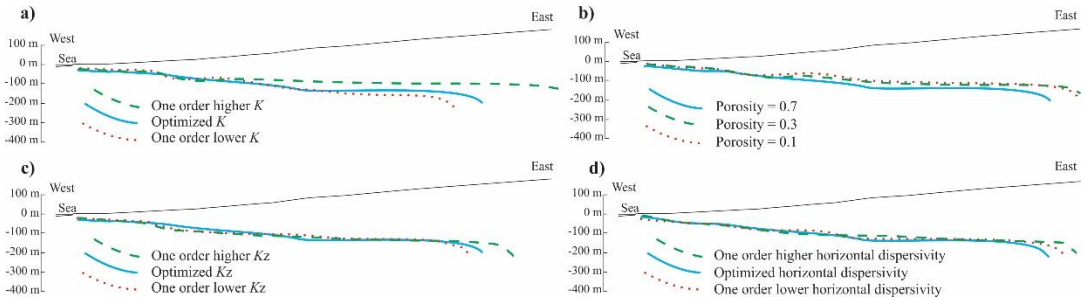 a)
East
West
Sea
100 m
0 m
-100 m
-200 m
-300 m
-400 m
One order higher K
Optimized K
One order lower K
b)
East
West
Sea
100 m
0 m
-100 m
-200 m
-300 m
-400 m
Porosity = 0.7
Porosity = 0.3
Porosity = 0.1
c)
East
West
Sea
100 m
0 m
-100 m
-200 m
-300 m
-400 m
One order higher Kz
Optimized Kz
One order lower Kz
d)
East
West
Sea
100 m
0 m
-100 m
-200 m
-300 m
-400 m
One order higher horizontal dispersivity
Optimized horizontal dispersivity
One order lower horizontal dispersivity